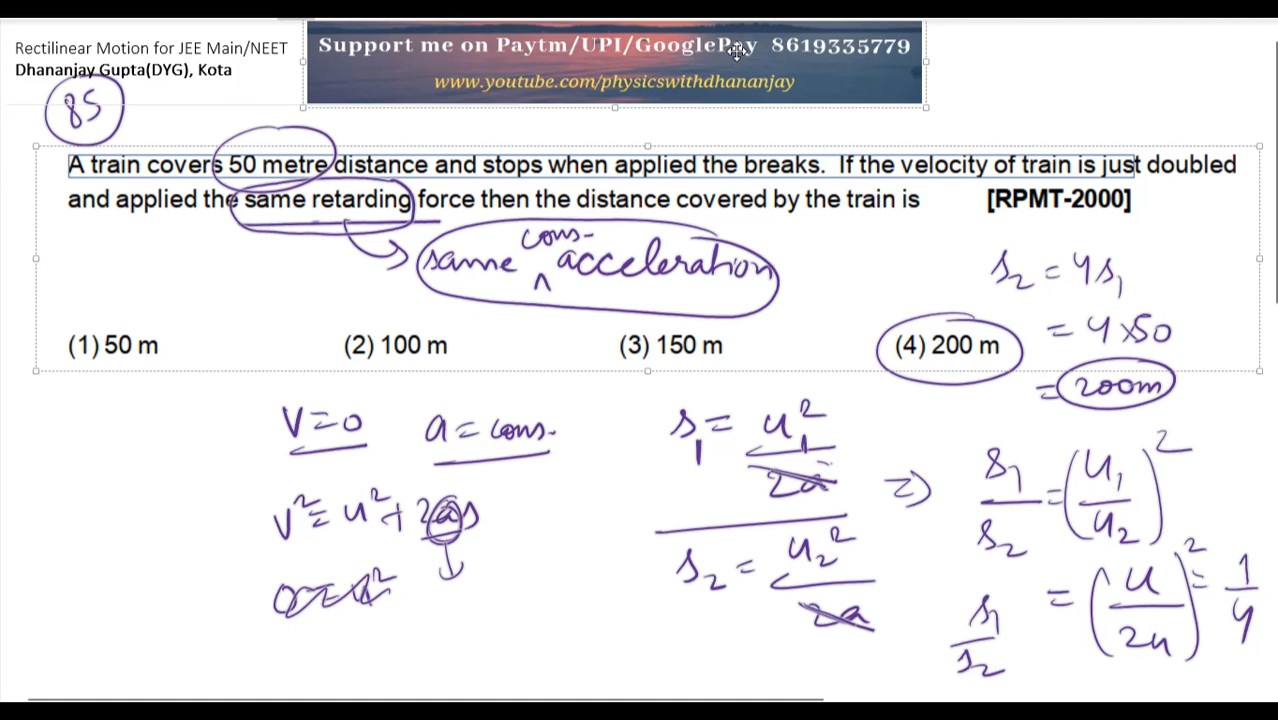 Rectilinear Motion for JEE Main/NEET
Dhananjay Gupta(DYG), Kota
Support me on Paytm/UPI/GooglePay 8619335779
www.youtube.com/physicswithdhananjay
85
A train covers 50 metre distance and stops when applied the breaks. If the velocity of train is just doubled
and applied the same retarding force then the distance covered by the train is [RPMT-2000]
same cons- acceleration
(1) 50 m (2) 100 m (3) 150 m (4) 200 m
s₂ = 4s₁
= 4×50
= 200m
v=0 a = cons-
v² = u² + 2as
0 = u²
s₁ = u₁²/2a
s₂ = u₂²/2a
=> s₁/s₂ = (u₁/u₂)²
s₁/s₂ = (u/2u)² = 1/4